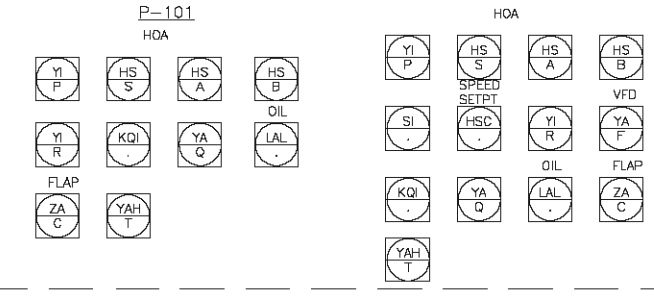 P-101
HOA
YI HS HS HS
P S A B
OIL
YI KQI YA LAL
R . Q .
FLAP
ZA YAH
C T
HOA
YI HS HS HS
P S A B
SPEED
SETPT VFD
SI HSC YI YA
. . R F
OIL FLAP
KQI YA LAL ZA
. Q . C
YAH
T